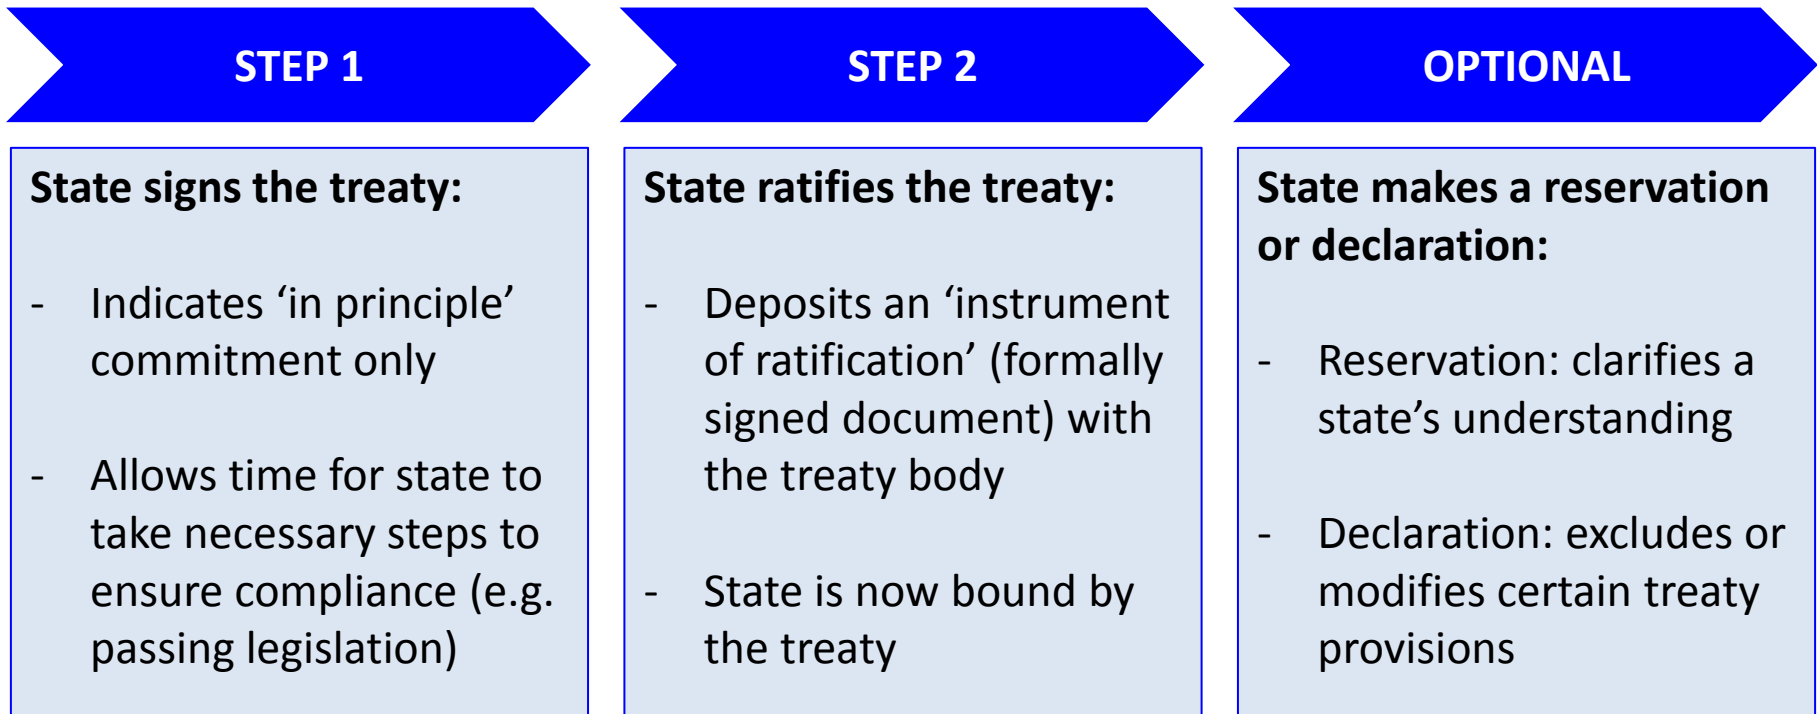 STEP 1
State signs the treaty:
- Indicates ‘in principle’
commitment only
- Allows time for state to
take necessary steps to
ensure compliance (e.g.
passing legislation)
STEP 2
State ratifies the treaty:
- Deposits an ‘instrument
of ratification’ (formally
signed document) with
the treaty body
- State is now bound by
the treaty
OPTIONAL
State makes a reservation
or declaration:
- Reservation: clarifies a
state’s understanding
- Declaration: excludes or
modifies certain treaty
provisions